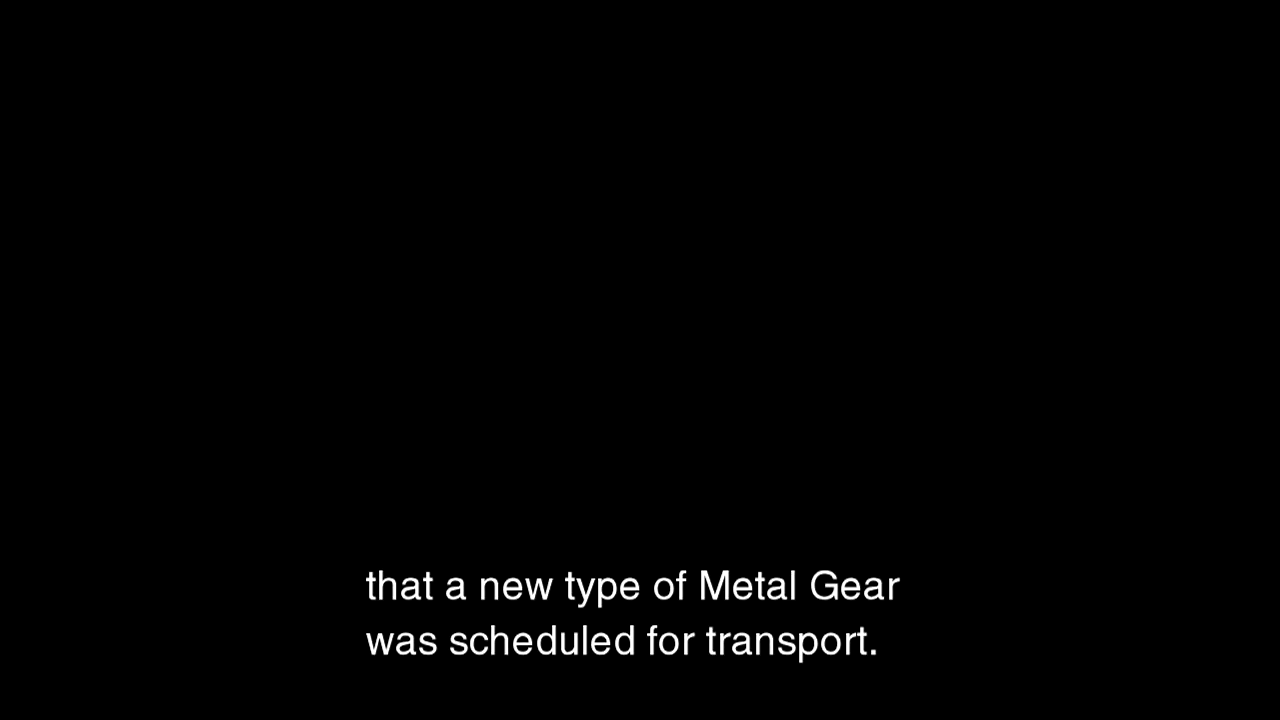 that a new type of Metal Gear
was scheduled for transport.